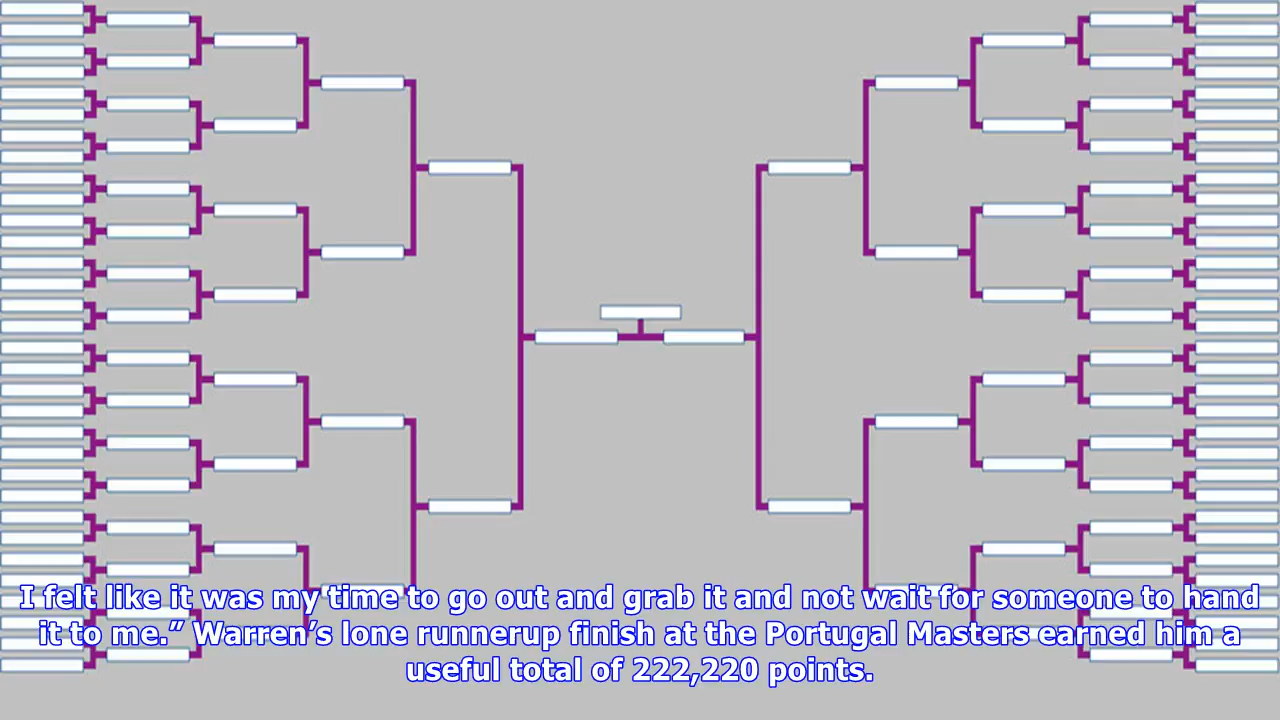 I felt like it was my time to go out and grab it and not wait for someone to hand
it to me.” Warren’s lone runnerup finish at the Portugal Masters earned him a
useful total of 222,220 points.